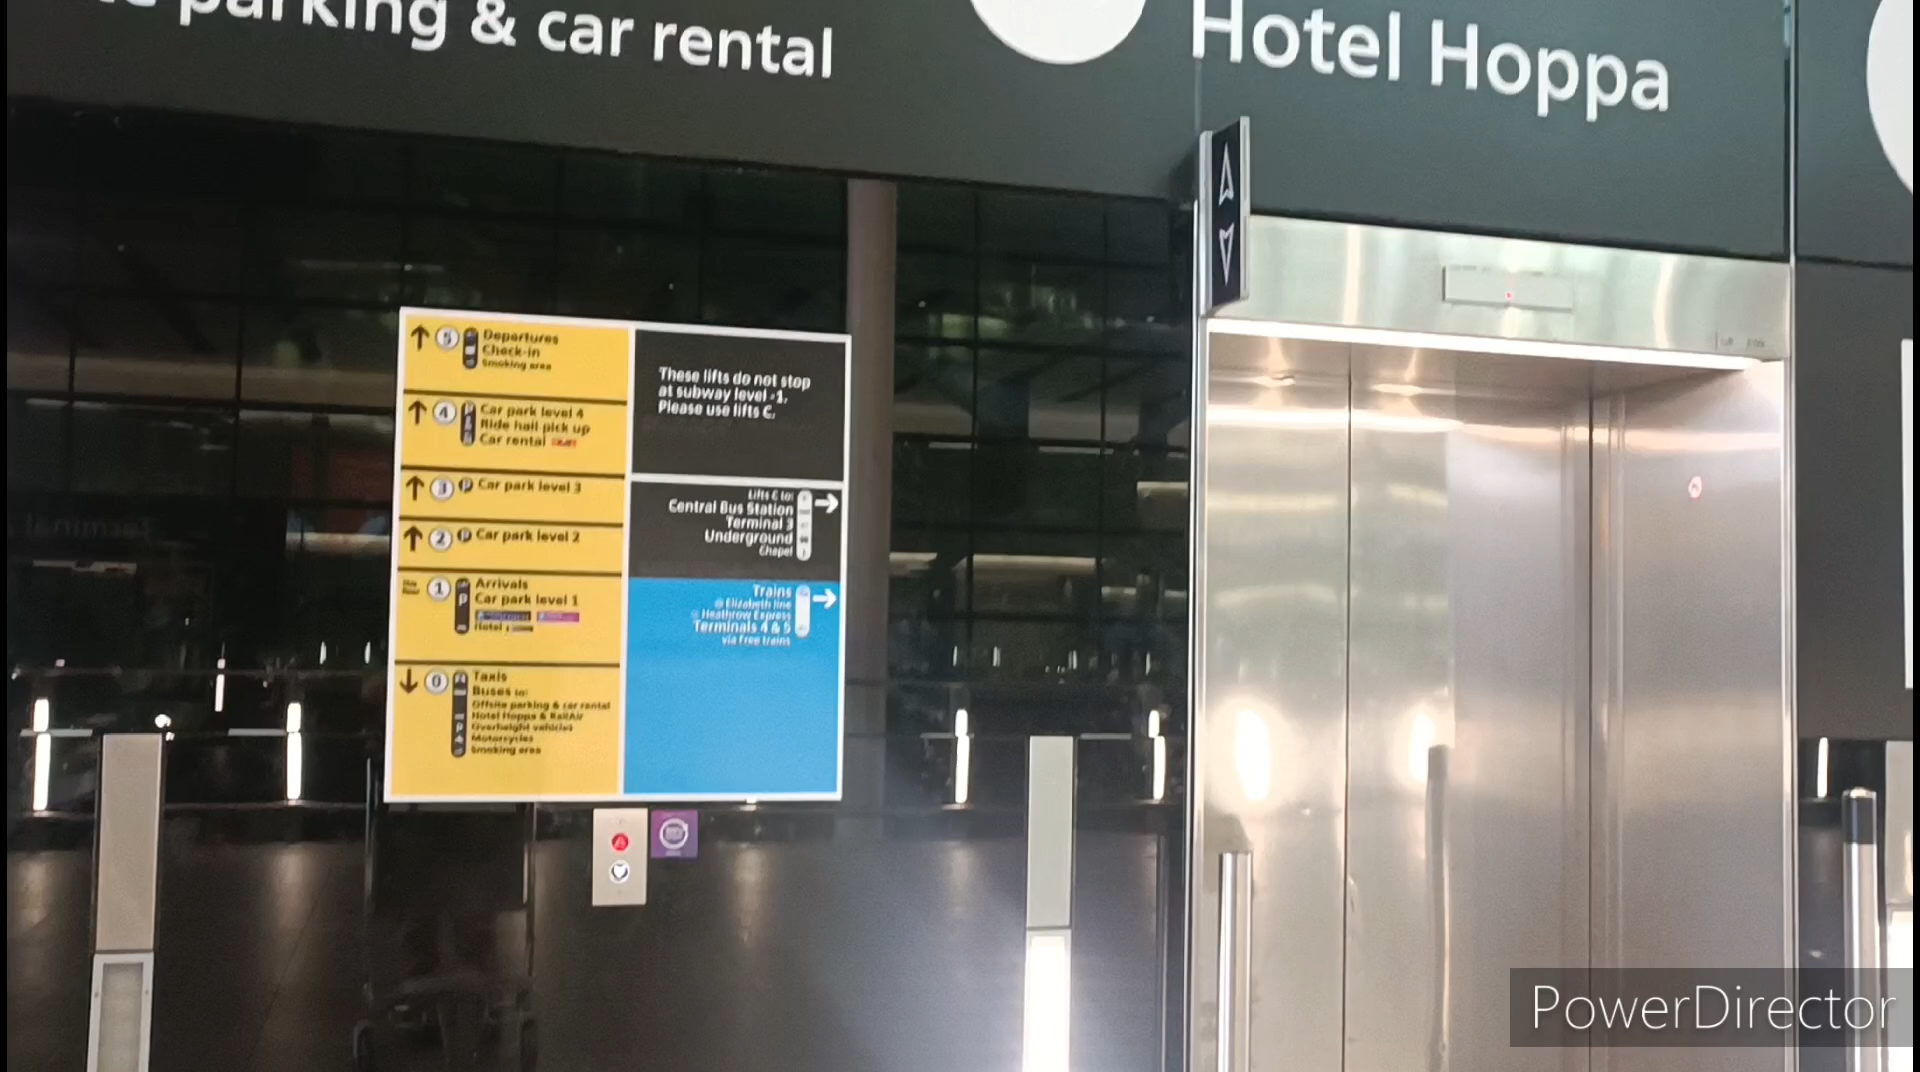 parking & car rental
Hotel Hoppa
5
Departures
Check-in
Smoking area
4
Car park level 4
Ride hail pick up
Car rental
3
P
Car park level 3
2
P
Car park level 2
1
P
Arrivals
Car park level 1
Hotel
0
P
Taxis
Buses to:
Offsite parking & car rental
Hotel Hoppa & RailAir
Overheight vehicles
Motorcycles
Smoking area
These lifts do not stop
at subway level -1.
Please use lifts C.
Lifts C to:
Central Bus Station
Terminal 3
Underground
Chapel
Trains
Elizabeth line
Heathrow Express
Terminals 4 & 5
via free trains
PowerDirector